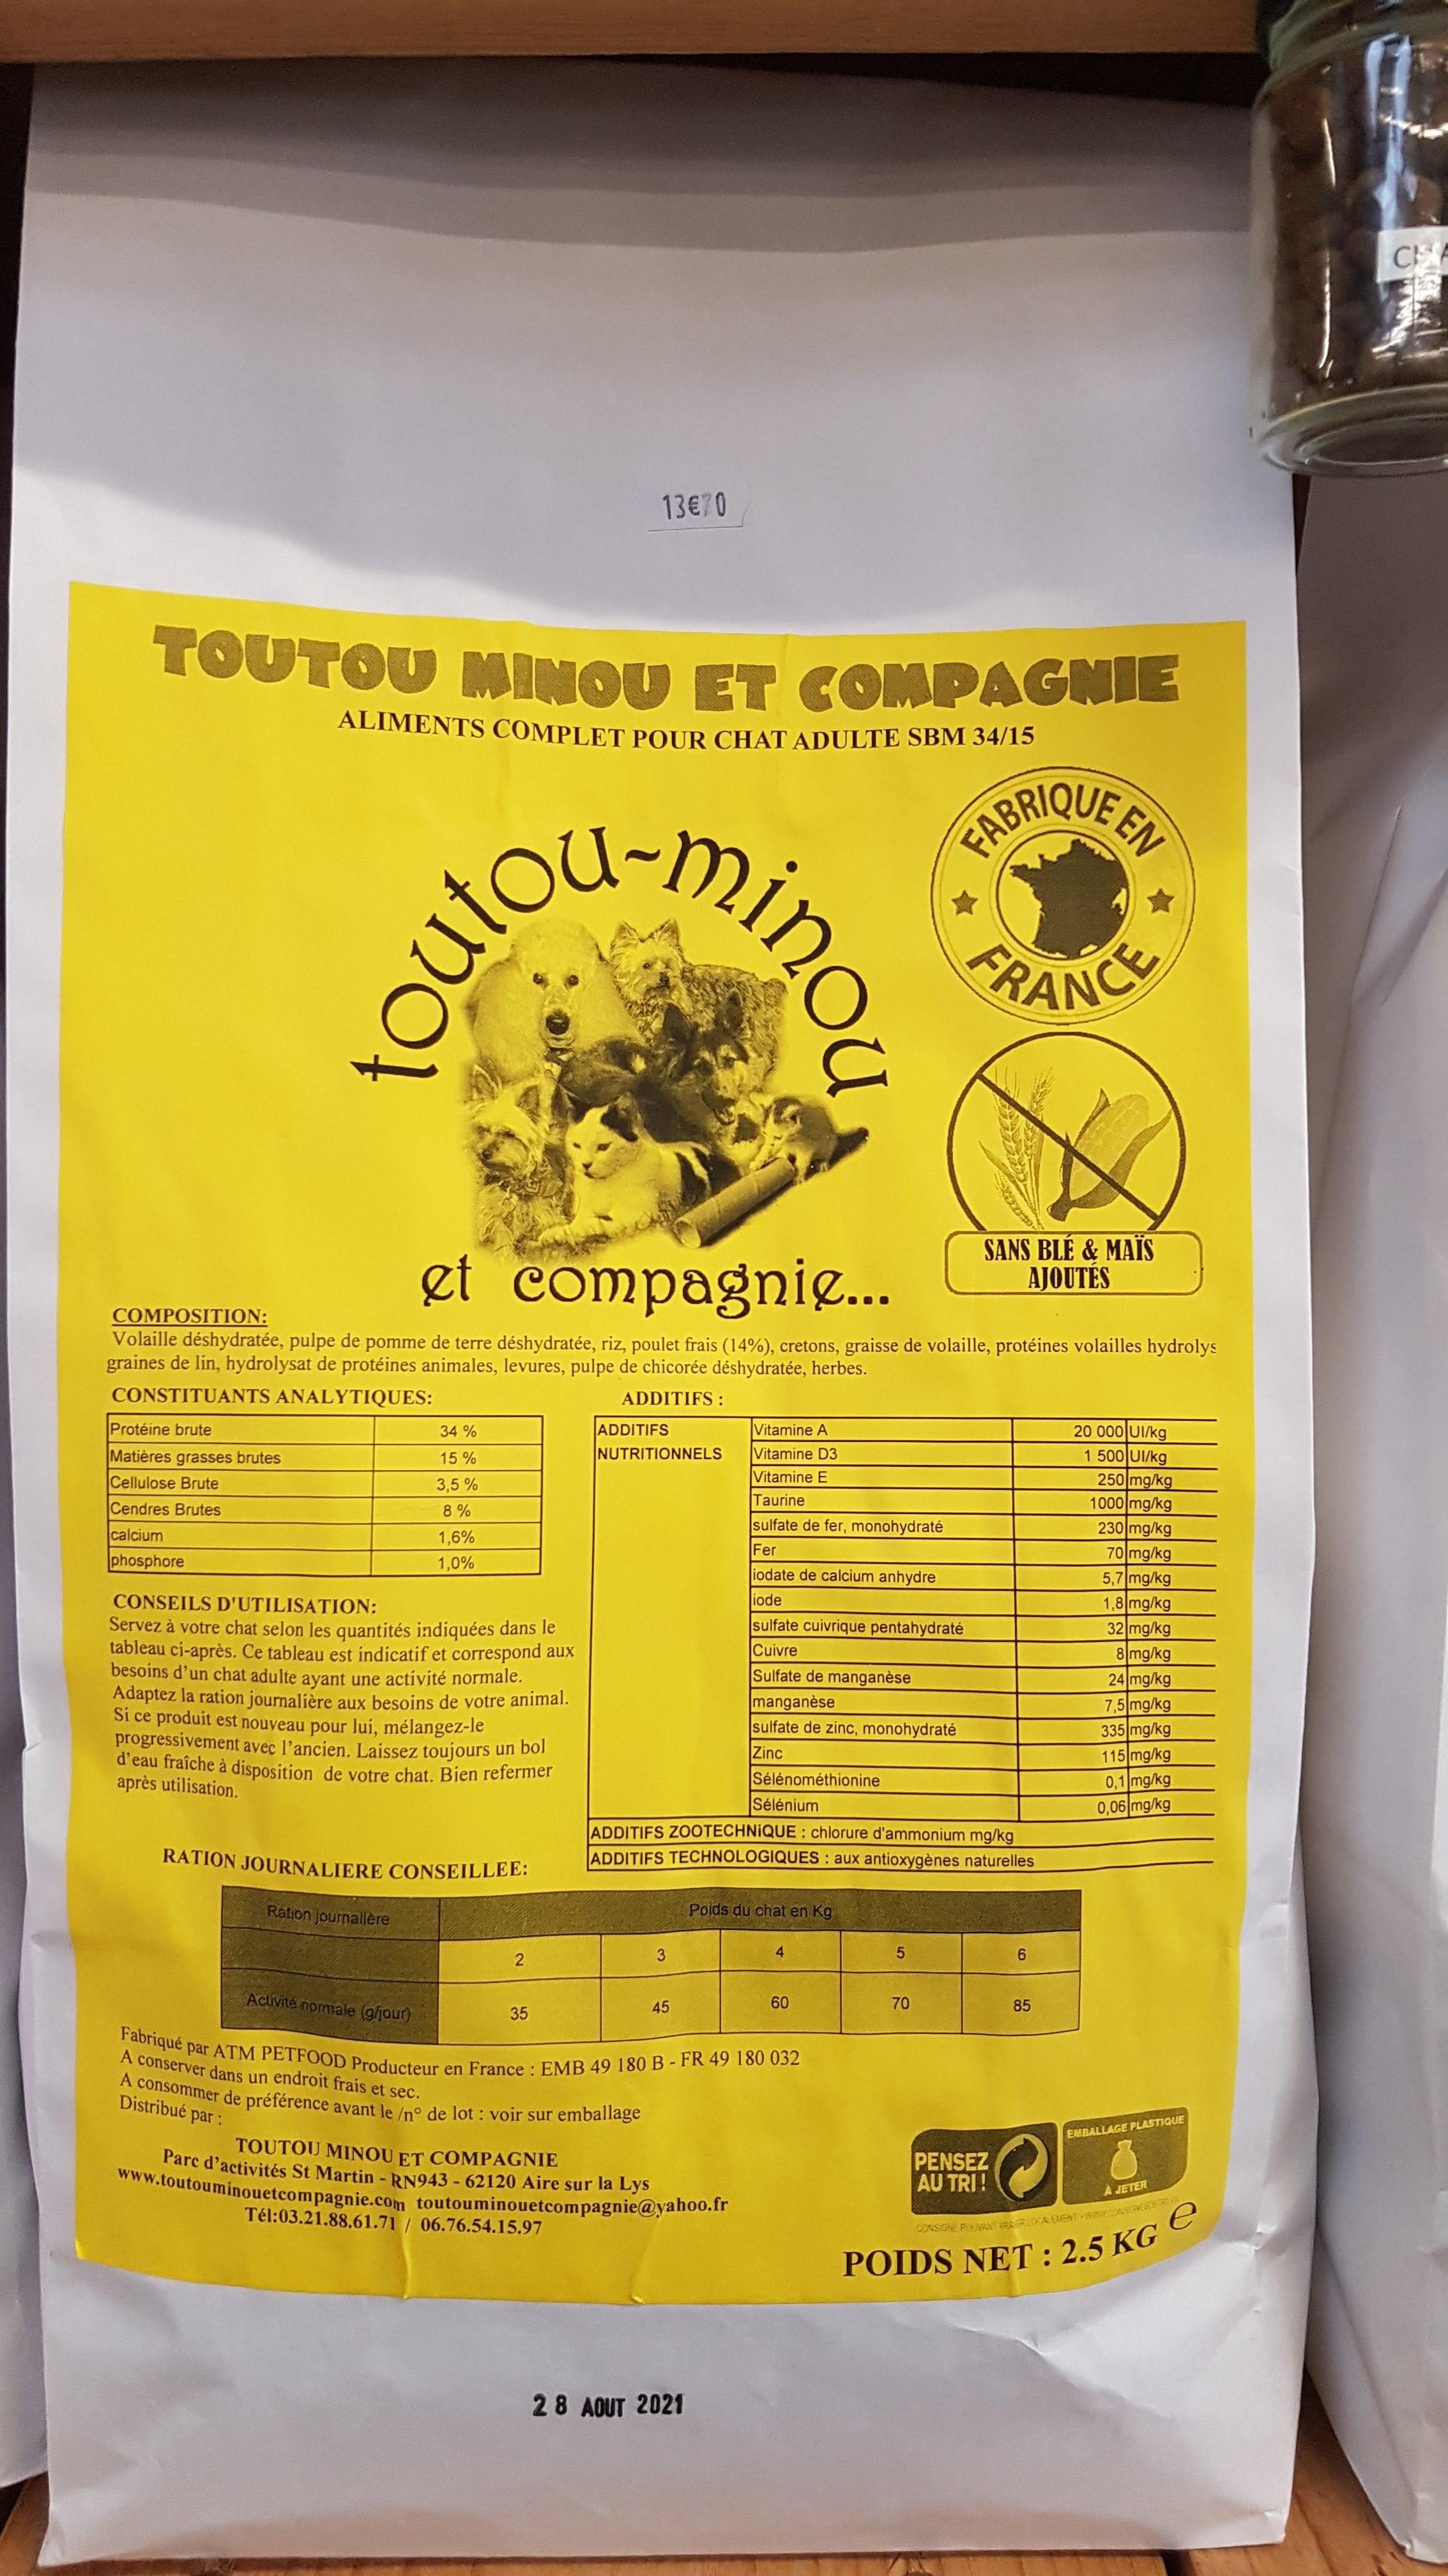 13€70
TOUTOU MINOU ET COMPAGNIE
ALIMENTS COMPLET POUR CHAT ADULTE SBM 34/15
toutou-minou
et compagnie...
FABRIQUE EN
FRANCE
SANS BLÉ & MAÏS
AJOUTÉS
COMPOSITION:
Volaille déshydratée, pulpe de pomme de terre déshydratée, riz, poulet frais (14%), cretons, graisse de volaille, protéines volailles hydrolys
graines de lin, hydrolysat de protéines animales, levures, pulpe de chicorée déshydratée, herbes.
CONSTITUANTS ANALYTIQUES:
Protéine brute 34 %
Matières grasses brutes 15 %
Cellulose Brute 3,5 %
Cendres Brutes 8 %
calcium 1,6%
phosphore 1,0%
CONSEILS D'UTILISATION:
Servez à votre chat selon les quantités indiquées dans le
tableau ci-après. Ce tableau est indicatif et correspond aux
besoins d'un chat adulte ayant une activité normale.
Adaptez la ration journalière aux besoins de votre animal.
Si ce produit est nouveau pour lui, mélangez-le
progressivement avec l'ancien. Laissez toujours un bol
d'eau fraîche à disposition de votre chat. Bien refermer
après utilisation.
ADDITIFS :
ADDITIFS
NUTRITIONNELS
Vitamine A 20 000 UI/kg
Vitamine D3 1 500 UI/kg
Vitamine E 250 mg/kg
Taurine 1000 mg/kg
sulfate de fer, monohydraté 230 mg/kg
Fer 70 mg/kg
iodate de calcium anhydre 5,7 mg/kg
iode 1,8 mg/kg
sulfate cuivrique pentahydraté 32 mg/kg
Cuivre 8 mg/kg
Sulfate de manganèse 24 mg/kg
manganèse 7,5 mg/kg
sulfate de zinc, monohydraté 335 mg/kg
Zinc 115 mg/kg
Sélénométhionine 0,1 mg/kg
Sélénium 0,06 mg/kg
ADDITIFS ZOOTECHNiQUE : chlorure d'ammonium mg/kg
ADDITIFS TECHNOLOGIQUES : aux antioxygènes naturelles
RATION JOURNALIERE CONSEILLEE:
Ration journalière Poids du chat en Kg
2 3 4 5 6
Activité normale (g/jour) 35 45 60 70 85
Fabriqué par ATM PETFOOD Producteur en France : EMB 49 180 B - FR 49 180 032
A conserver dans un endroit frais et sec.
A consommer de préférence avant le /n° de lot : voir sur emballage
Distribué par :
TOUTOU MINOU ET COMPAGNIE
Parc d'activités St Martin - RN943 - 62120 Aire sur la Lys
www.toutouminouetcompagnie.com toutouminouetcompagnie@yahoo.fr
Tél:03.21.88.61.71 / 06.76.54.15.97
PENSEZ
AU TRI !
EMBALLAGE PLASTIQUE
À JETER
CONSIGNE POUVANT VARIER LOCALEMENT
POIDS NET : 2.5 KG e
28 AOUT 2021